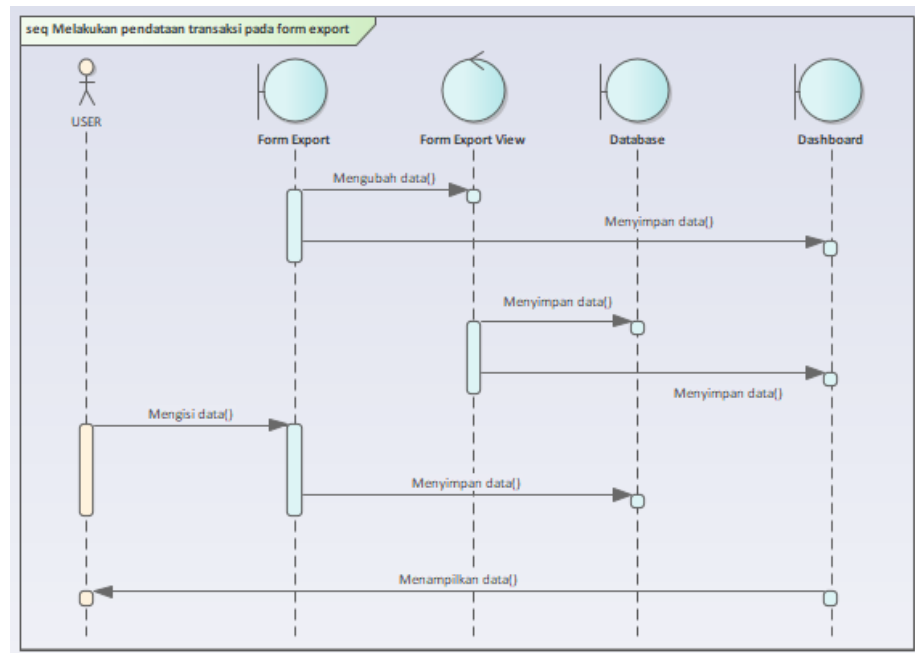 seq Melakukan pendataan transaksi pada form export
USER
Form Export
Form Export View
Database
Dashboard
Mengubah data()
Menyimpan data()
Menyimpan data()
Menyimpan data()
Mengisi data()
Menyimpan data()
Menampilkan data()